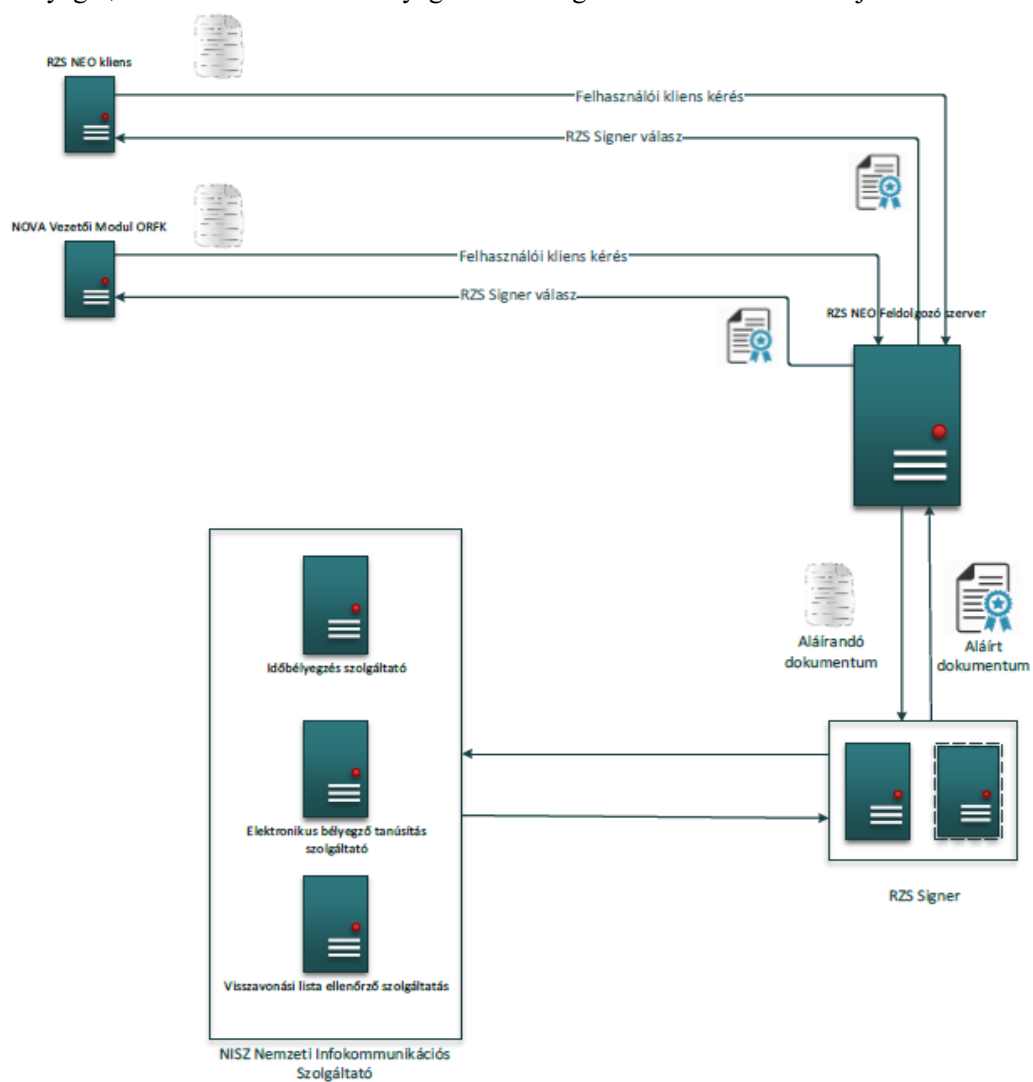 RZS NEO kliens
Felhasználói kliens kérés
RZS Signer válasz
NOVA Vezetői Modul ORFK
Felhasználói kliens kérés
RZS Signer válasz
RZS NEO Feldolgozó szerver
Aláírandó
dokumentum
Aláírt
dokumentum
Időbélyegzés szolgáltató
Elektronikus bélyegző tanúsítás
szolgáltató
Visszavonási lista ellenőrző szolgáltatás
RZS Signer
NISZ Nemzeti Infokommunikációs
Szolgáltató